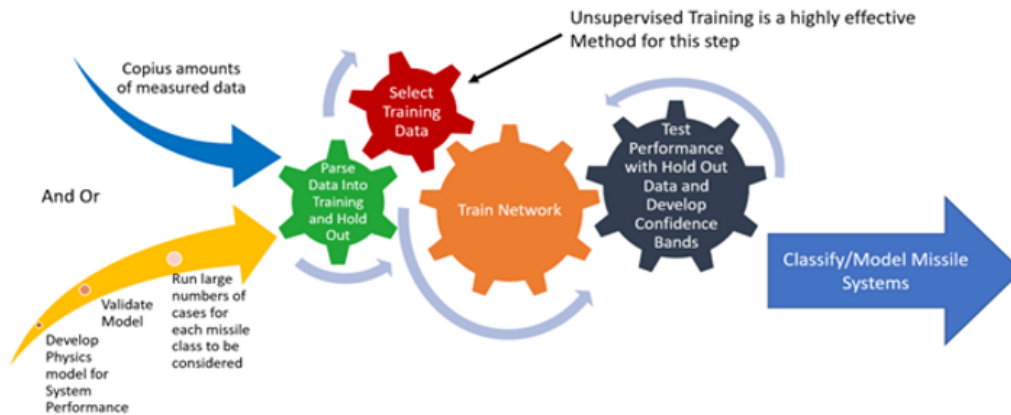 Unsupervised Training is a highly effective
Method for this step
Copius amounts
of measured data
Select
Training
Data
Parse
Data Into
Training
and Hold
Out
And Or
Train Network
Test
Performance
with Hold Out
Data and
Develop
Confidence
Bands
Classify/Model Missile
Systems
Run large
numbers of
cases for
each missile
class to be
considered
Validate
Model
Develop
Physics
model for
System
Performance